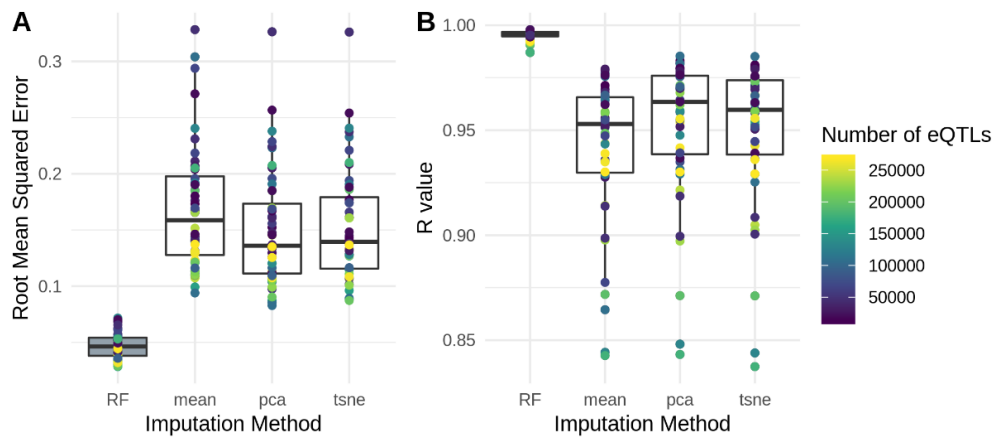 A
Root Mean Squared Error
0.3
0.2
0.1
RF mean pca tsne
Imputation Method
B
R value
1.00
0.95
0.90
0.85
RF mean pca tsne
Imputation Method
Number of eQTLs
250000
200000
150000
100000
50000